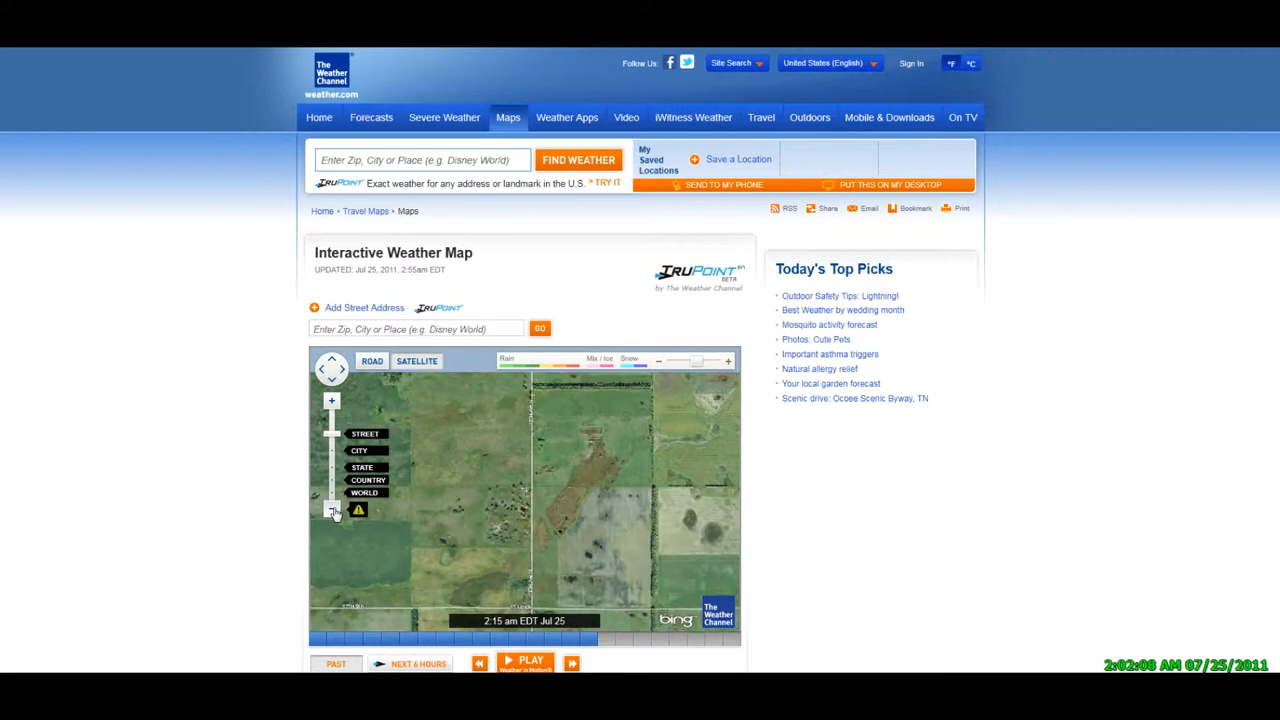 The
Weather
Channel
weather.com
Follow Us:
Site Search
United States (English)
Sign In
°F
°C
Home
Forecasts
Severe Weather
Maps
Weather Apps
Video
iWitness Weather
Travel
Outdoors
Mobile & Downloads
On TV
Enter Zip, City or Place (e.g. Disney World)
FIND WEATHER
TRUPOINT Exact weather for any address or landmark in the U.S. > TRY IT
My
Saved
Locations
Save a Location
SEND TO MY PHONE
PUT THIS ON MY DESKTOP
Home › Travel Maps › Maps
RSS
Share
Email
Bookmark
Print
Interactive Weather Map
UPDATED: Jul 25, 2011, 2:55am EDT
TRUPOINT
BETA
by The Weather Channel
Add Street Address TRUPOINT
Enter Zip, City or Place (e.g. Disney World)
GO
ROAD
SATELLITE
Rain
Mix / Ice
Snow
STREET
CITY
STATE
COUNTRY
WORLD
2:15 am EDT Jul 25
bing
The
Weather
Channel
PAST
NEXT 6 HOURS
PLAY
Weather in Motion®
Today's Top Picks
Outdoor Safety Tips: Lightning!
Best Weather by wedding month
Mosquito activity forecast
Photos: Cute Pets
Important asthma triggers
Natural allergy relief
Your local garden forecast
Scenic drive: Ocoee Scenic Byway, TN
2:02:08 AM 07/25/2011